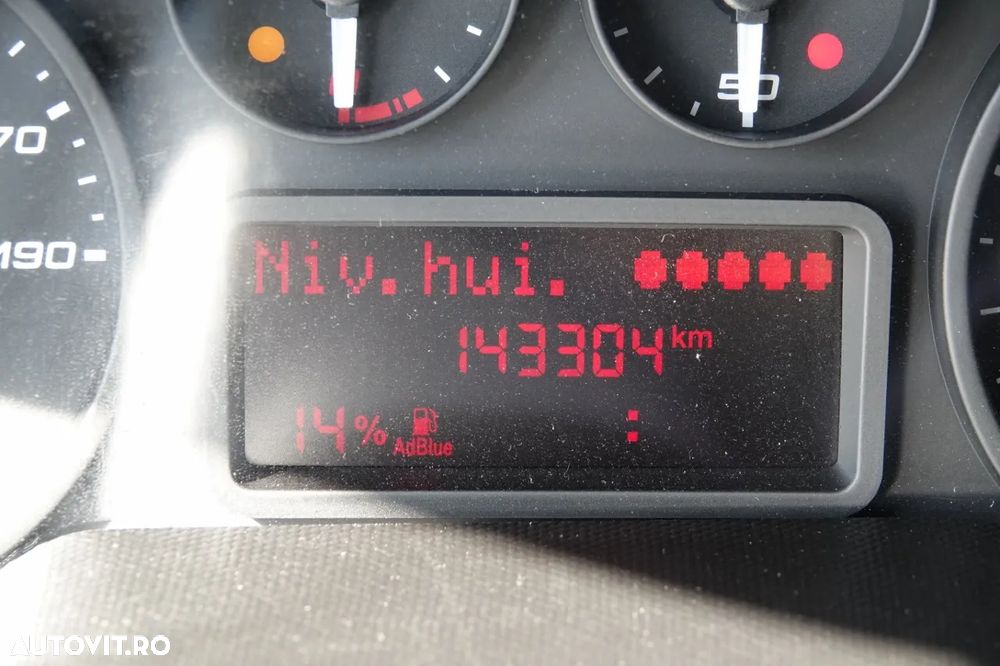 50
70
190
Niv.hui.
143304 km
14% AdBlue
:
AUTOVIT.RO